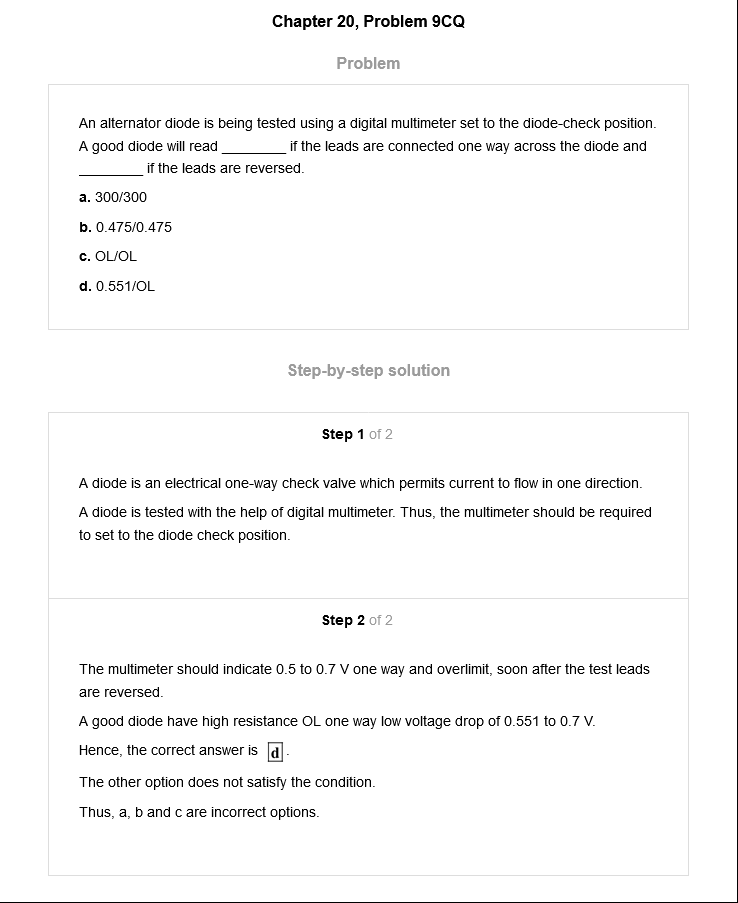 Chapter 20, Problem 9CQ
Problem
An alternator diode is being tested using a digital multimeter set to the diode-check position.
A good diode will read ________ if the leads are connected one way across the diode and
________ if the leads are reversed.
a. 300/300
b. 0.475/0.475
c. OL/OL
d. 0.551/OL
Step-by-step solution
Step 1 of 2
A diode is an electrical one-way check valve which permits current to flow in one direction.
A diode is tested with the help of digital multimeter. Thus, the multimeter should be required
to set to the diode check position.
Step 2 of 2
The multimeter should indicate 0.5 to 0.7 V one way and overlimit, soon after the test leads
are reversed.
A good diode have high resistance OL one way low voltage drop of 0.551 to 0.7 V.
Hence, the correct answer is d.
The other option does not satisfy the condition.
Thus, a, b and c are incorrect options.